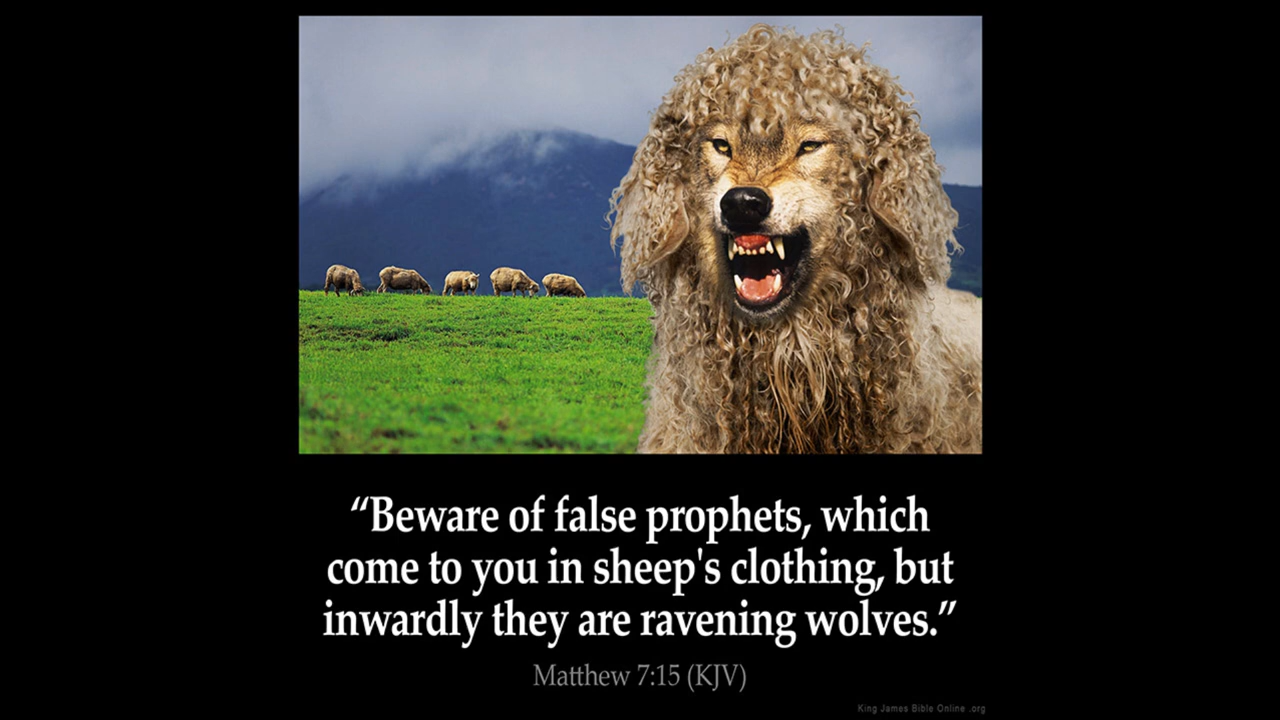 “Beware of false prophets, which
come to you in sheep's clothing, but
inwardly they are ravening wolves.”
Matthew 7:15 (KJV)
King James Bible Online .org